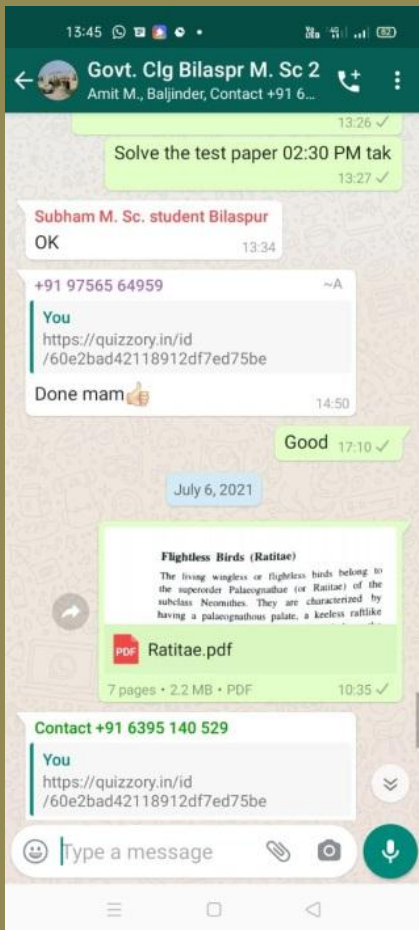 13:45
82
Govt. Clg Bilaspr M. Sc 2
Amit M., Baljinder, Contact +91 6...
13:26
Solve the test paper 02:30 PM tak
13:27
Subham M. Sc. student Bilaspur
OK
13:34
+91 97565 64959 ~A
You
https://quizzory.in/id
/60e2bad42118912df7ed75be
Done mam👍🏻
14:50
Good 17:10
July 6, 2021
Flightless Birds (Ratitae)
The living wingless or flightless birds belong to
the superorder Palaeognathae (or Ratitae) of the
subclass Neornithes. They are characterized by
having a palaeognathous palate, a keeless raftlike
PDF Ratitae.pdf
7 pages • 2.2 MB • PDF 10:35
Contact +91 6395 140 529
You
https://quizzory.in/id
/60e2bad42118912df7ed75be
Type a message